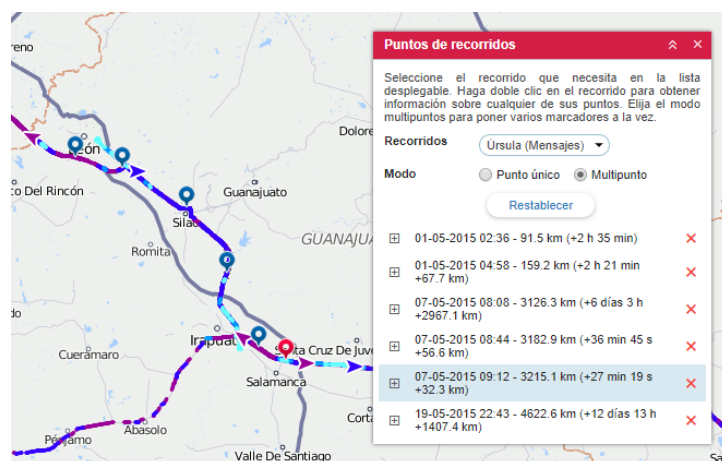 reno
León
Dolore
co Del Rincón
Guanajuato
Silao
GUANAJUA
Romita
do
Irapuato
Santa Cruz De Juve
Cuerámaro
Salamanca
Corta
Abasolo
Pénjamo
Valle De Santiago
Sa
Puntos de recorridos
Seleccione el recorrido que necesita en la lista
desplegable. Haga doble clic en el recorrido para obtener
información sobre cualquier de sus puntos. Elija el modo
multipuntos para poner varios marcadores a la vez.
Recorridos Úrsula (Mensajes)
Modo Punto único Multipunto
Restablecer
01-05-2015 02:36 - 91.5 km (+2 h 35 min)
01-05-2015 04:58 - 159.2 km (+2 h 21 min
+67.7 km)
07-05-2015 08:08 - 3126.3 km (+6 días 3 h
+2967.1 km)
07-05-2015 08:44 - 3182.9 km (+36 min 45 s
+56.6 km)
07-05-2015 09:12 - 3215.1 km (+27 min 19 s
+32.3 km)
19-05-2015 22:43 - 4622.6 km (+12 días 13 h
+1407.4 km)